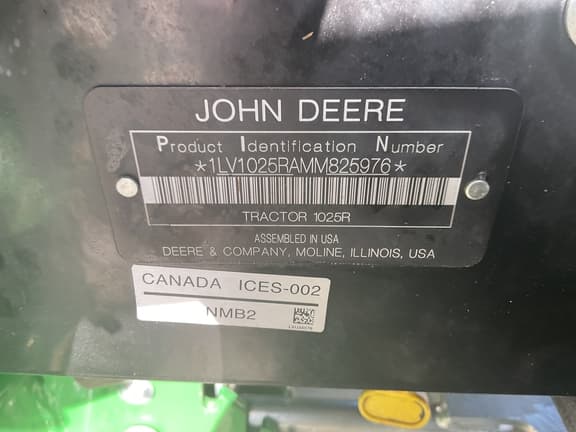 JOHN DEERE
Product Identification Number
*1LV1025RAMM825976*
TRACTOR 1025R
ASSEMBLED IN USA
DEERE & COMPANY, MOLINE, ILLINOIS, USA
CANADA ICES-002
NMB2